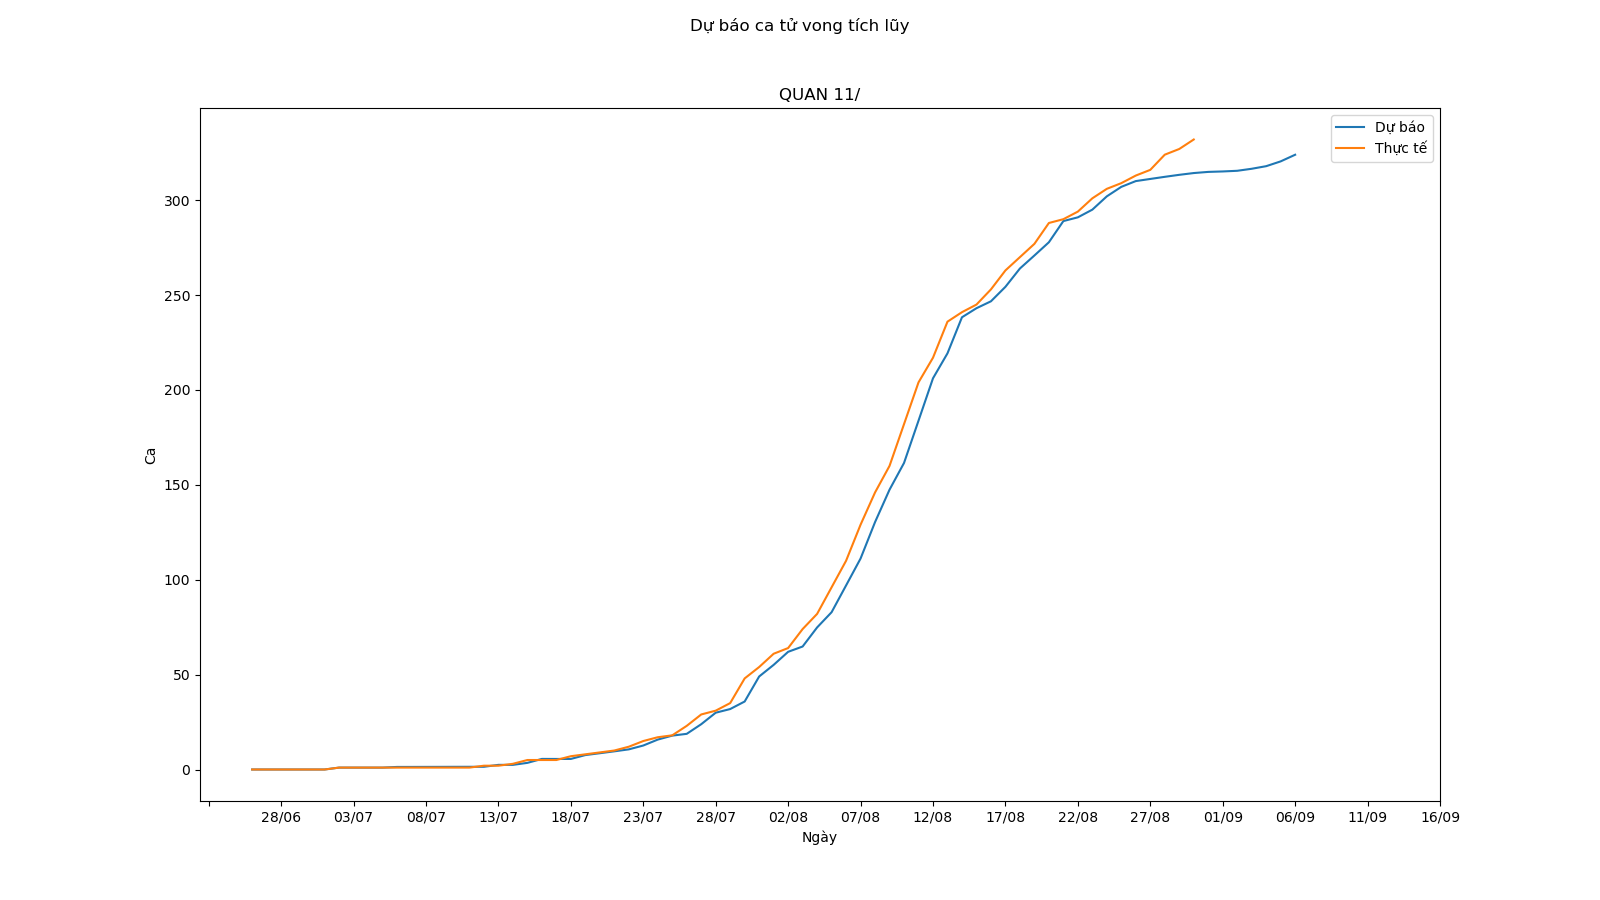 Dự báo ca tử vong tích lũy
QUAN 11/
Dự báo
Thực tế
300
250
200
150
100
50
0
Ca
28/06 03/07 08/07 13/07 18/07 23/07 28/07 02/08 07/08 12/08 17/08 22/08 27/08 01/09 06/09 11/09 16/09
Ngày